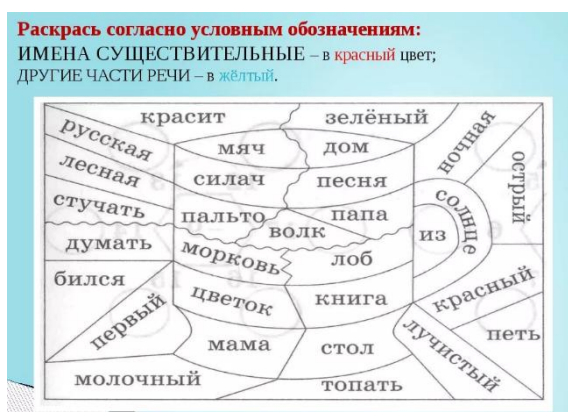 Раскрась согласно условным обозначениям:
ИМЕНА СУЩЕСТВИТЕЛЬНЫЕ – в красный цвет;
ДРУГИЕ ЧАСТИ РЕЧИ – в жёлтый.
красит
зелёный
русская
мяч
дом
ночная
лесная
силач
песня
острый
стучать
пальто
папа
солнце
волк
из
думать
морковь
лоб
бился
цветок
книга
красный
первый
мама
стол
лучистый
петь
молочный
топать